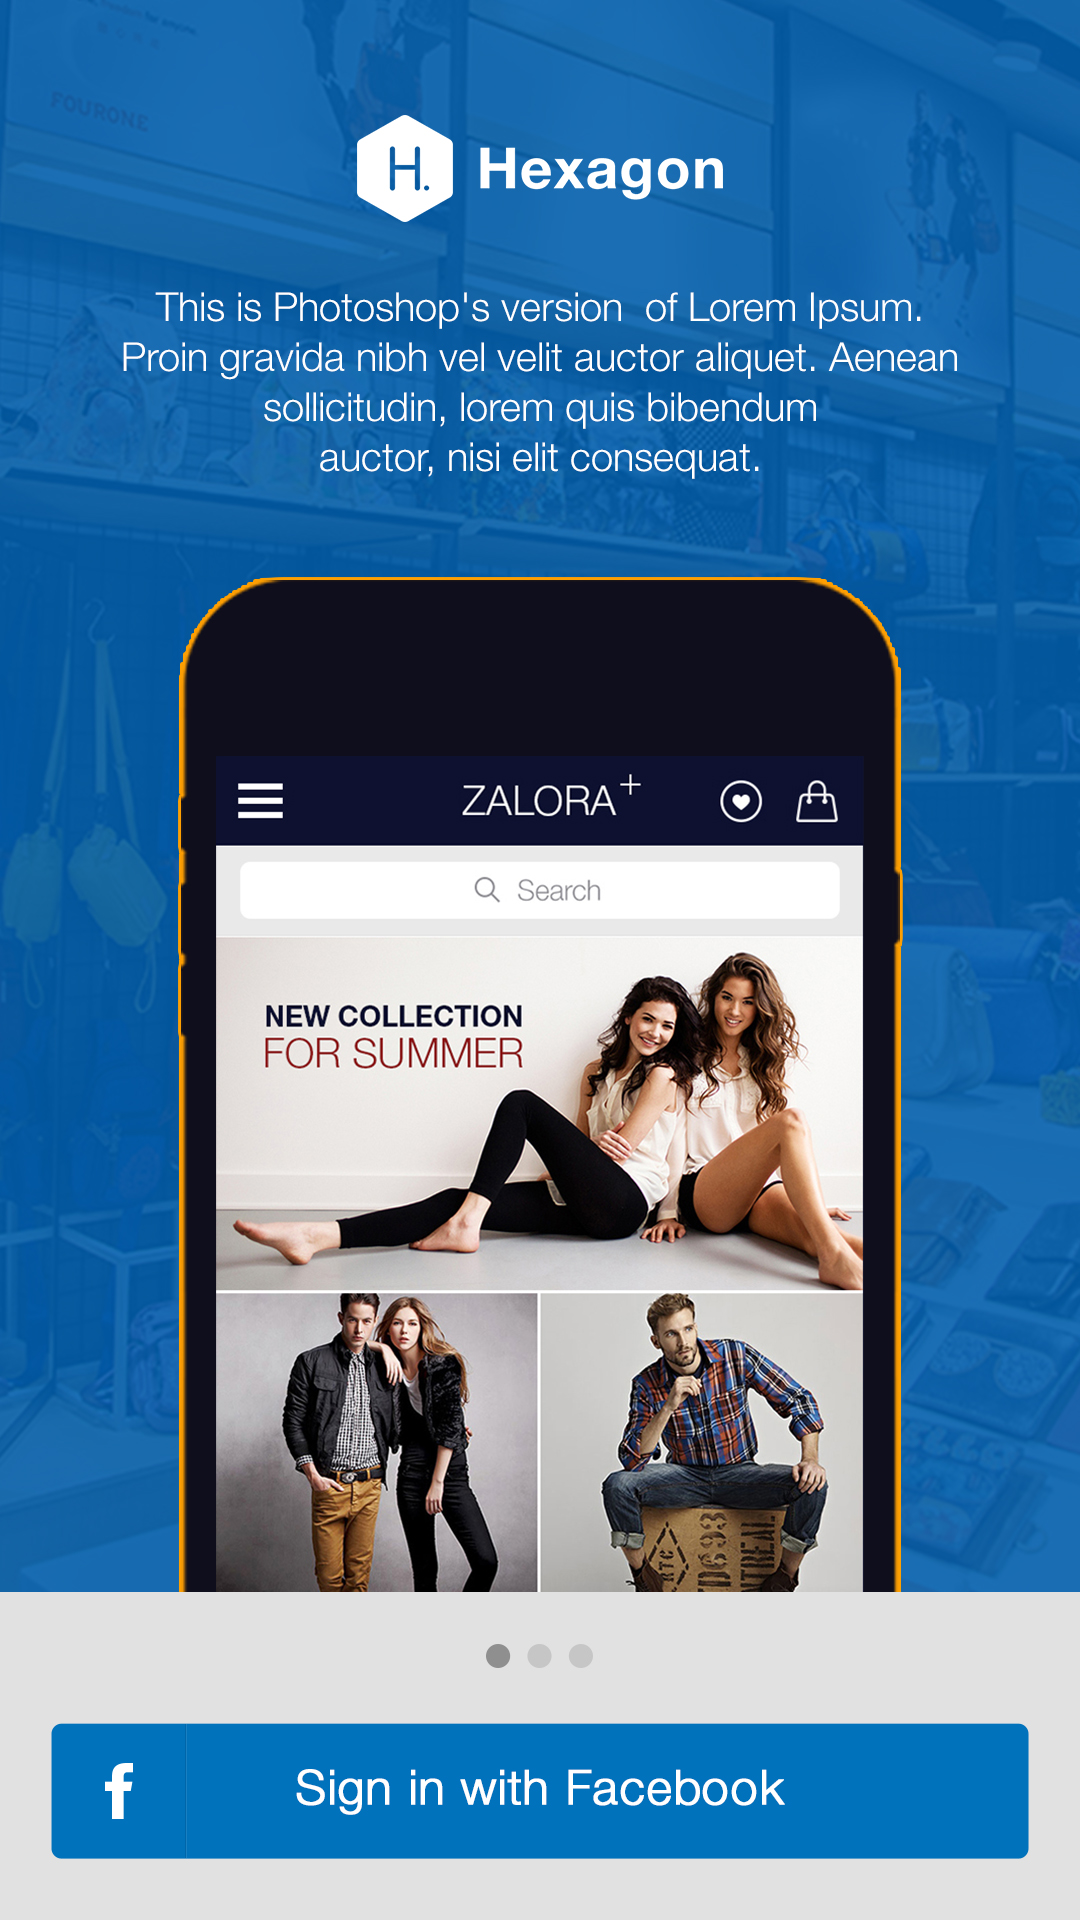 FOURONE
H.
Hexagon
This is Photoshop's version  of Lorem Ipsum.
Proin gravida nibh vel velit auctor aliquet. Aenean
sollicitudin, lorem quis bibendum
auctor, nisi elit consequat.
ZALORA+
Search
NEW COLLECTION
FOR SUMMER
f
Sign in with Facebook